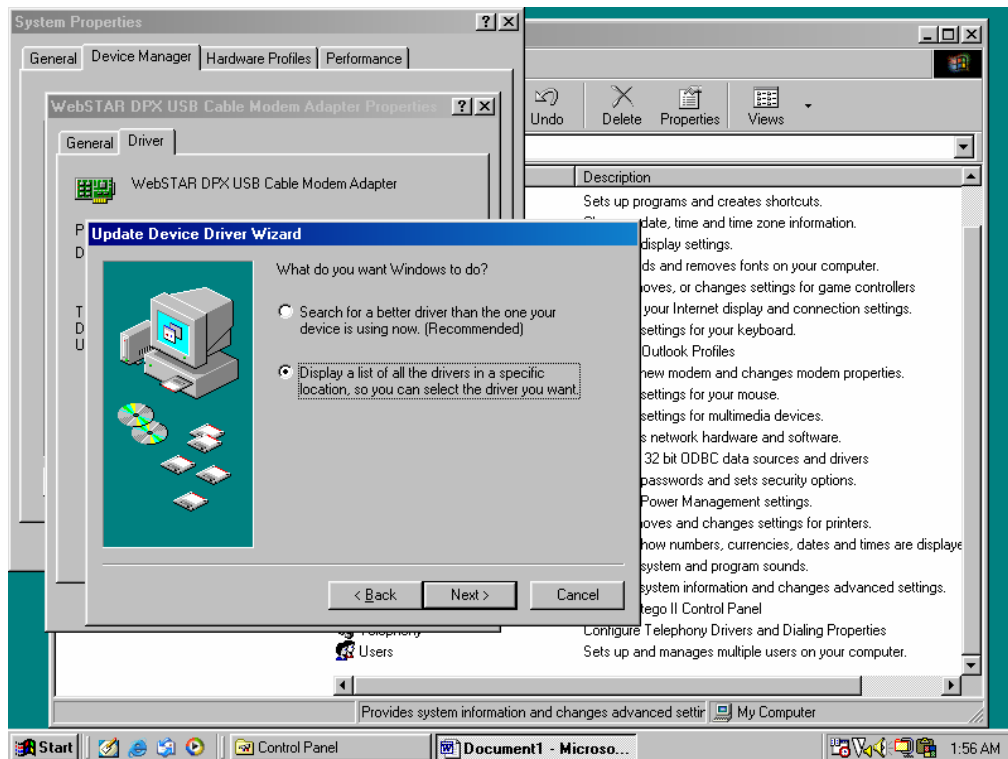 System Properties
General Device Manager Hardware Profiles Performance
WebSTAR DPX USB Cable Modem Adapter Properties
General Driver
WebSTAR DPX USB Cable Modem Adapter
P
D
T
D
U
Update Device Driver Wizard
What do you want Windows to do?
Search for a better driver than the one your
device is using now. (Recommended)
Display a list of all the drivers in a specific
location, so you can select the driver you want.
< Back Next > Cancel
Undo Delete Properties Views
Description
Sets up programs and creates shortcuts.
date, time and time zone information.
display settings.
ds and removes fonts on your computer.
oves, or changes settings for game controllers
your Internet display and connection settings.
settings for your keyboard.
Outlook Profiles
new modem and changes modem properties.
settings for your mouse.
settings for multimedia devices.
s network hardware and software.
32 bit ODBC data sources and drivers
passwords and sets security options.
Power Management settings.
oves and changes settings for printers.
how numbers, currencies, dates and times are displaye
system and program sounds.
system information and changes advanced settings.
tego II Control Panel
Telephony Configure Telephony Drivers and Dialing Properties
Users Sets up and manages multiple users on your computer.
Provides system information and changes advanced settir My Computer
Start Control Panel Document1 - Microso... 1:56 AM